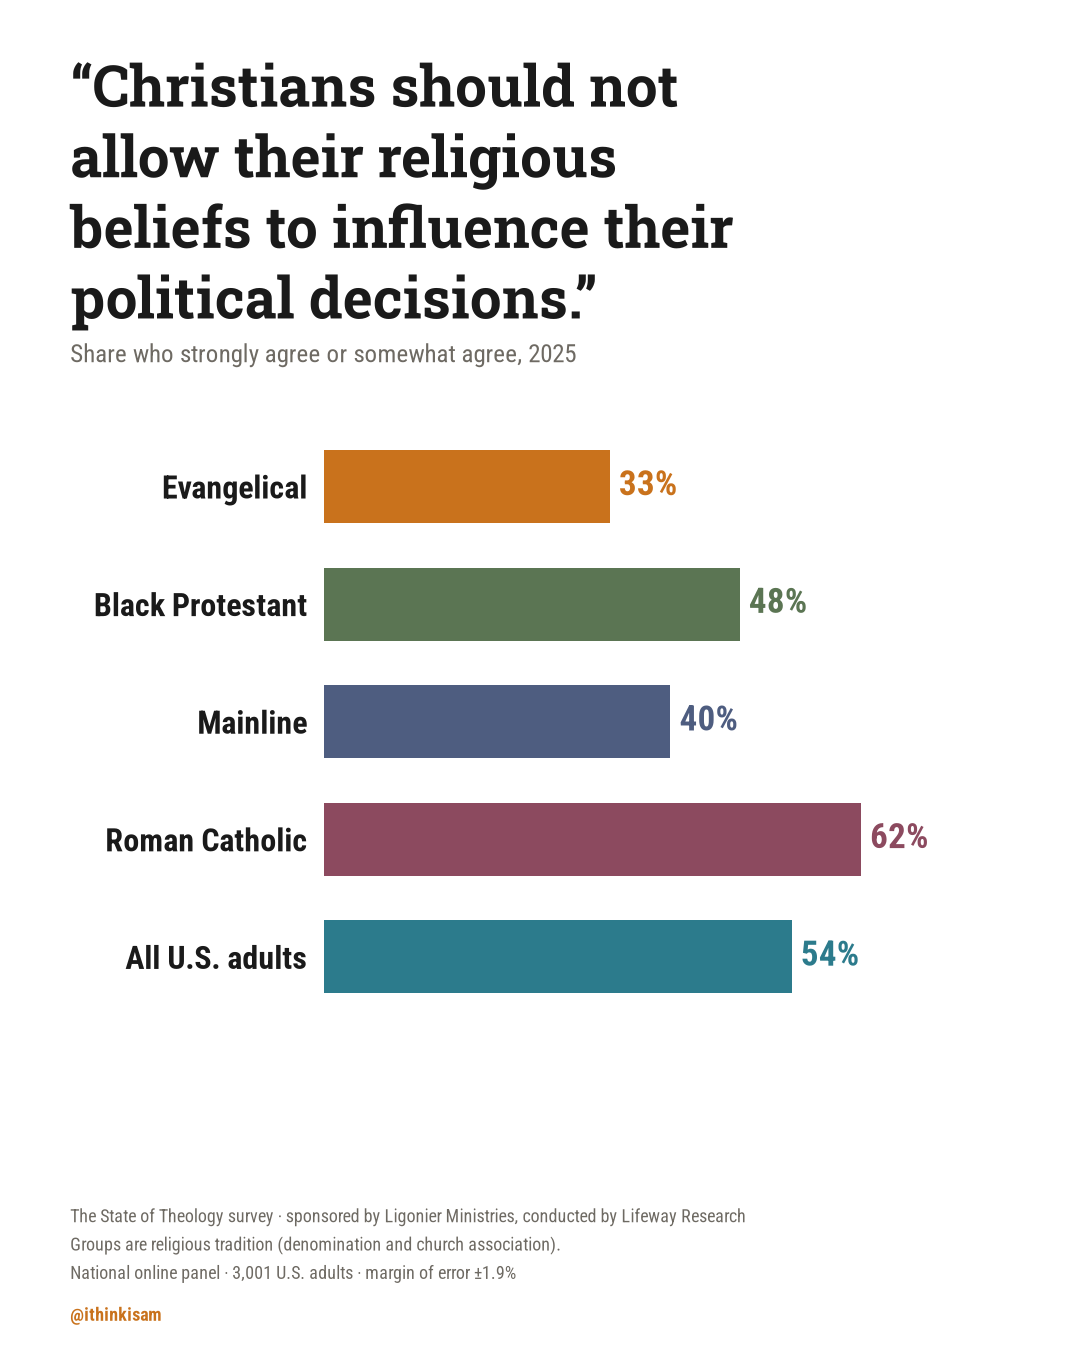 “Christians should not
allow their religious
beliefs to influence their
political decisions.”
Share who strongly agree or somewhat agree, 2025
Evangelical 33%
Black Protestant 48%
Mainline 40%
Roman Catholic 62%
All U.S. adults 54%
The State of Theology survey · sponsored by Ligonier Ministries, conducted by Lifeway Research
Groups are religious tradition (denomination and church association).
National online panel · 3,001 U.S. adults · margin of error ±1.9%
@ithinkisam